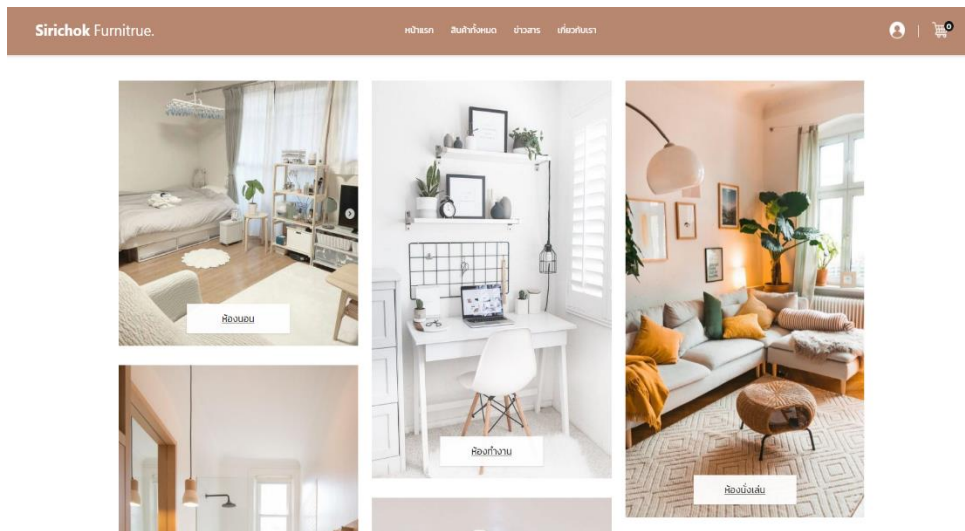 Sirichok Furnitrue.
หน้าแรก สินค้าทั้งหมด ข่าวสาร เกี่ยวกับเรา
0
ห้องนอน
ห้องทำงาน
ห้องนั่งเล่น